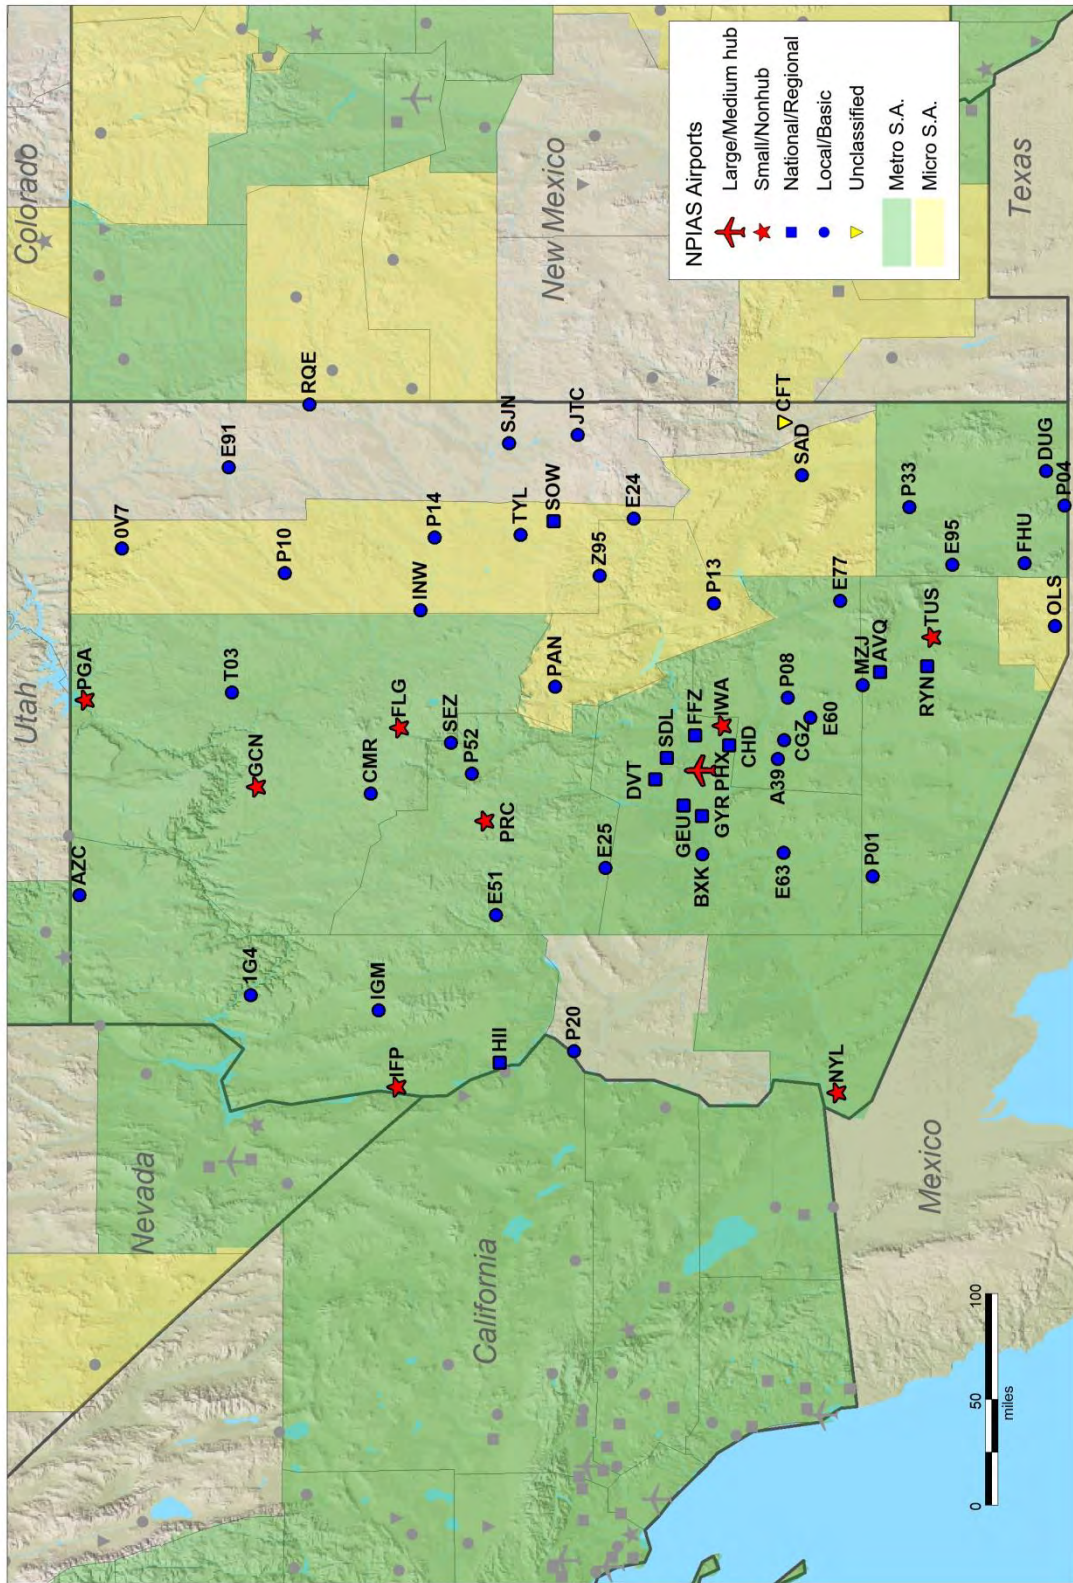 Utah
Colorado
Nevada
California
New Mexico
Mexico
Texas
AZC
PGA
0V7
1G4
GCN
T03
E91
P10
RQE
IGM
IFP
CMR
FLG
INW
P14
SEZ
P52
PRC
E51
HII
TYL
SJN
SOW
JTC
P20
PAN
E25
Z95
E24
DVT
SDL
GEU
FFZ
BXK
GYR
PHX
IWA
CHD
P13
E63
A39
CGZ
P08
E60
SAD
CFT
NYL
E77
P01
MZJ
AVQ
RYN
TUS
P33
E95
FHU
DUG
OLS
P04
NPIAS Airports
Large/Medium hub
Small/Nonhub
National/Regional
Local/Basic
Unclassified
Metro S.A.
Micro S.A.
0 50 100
miles